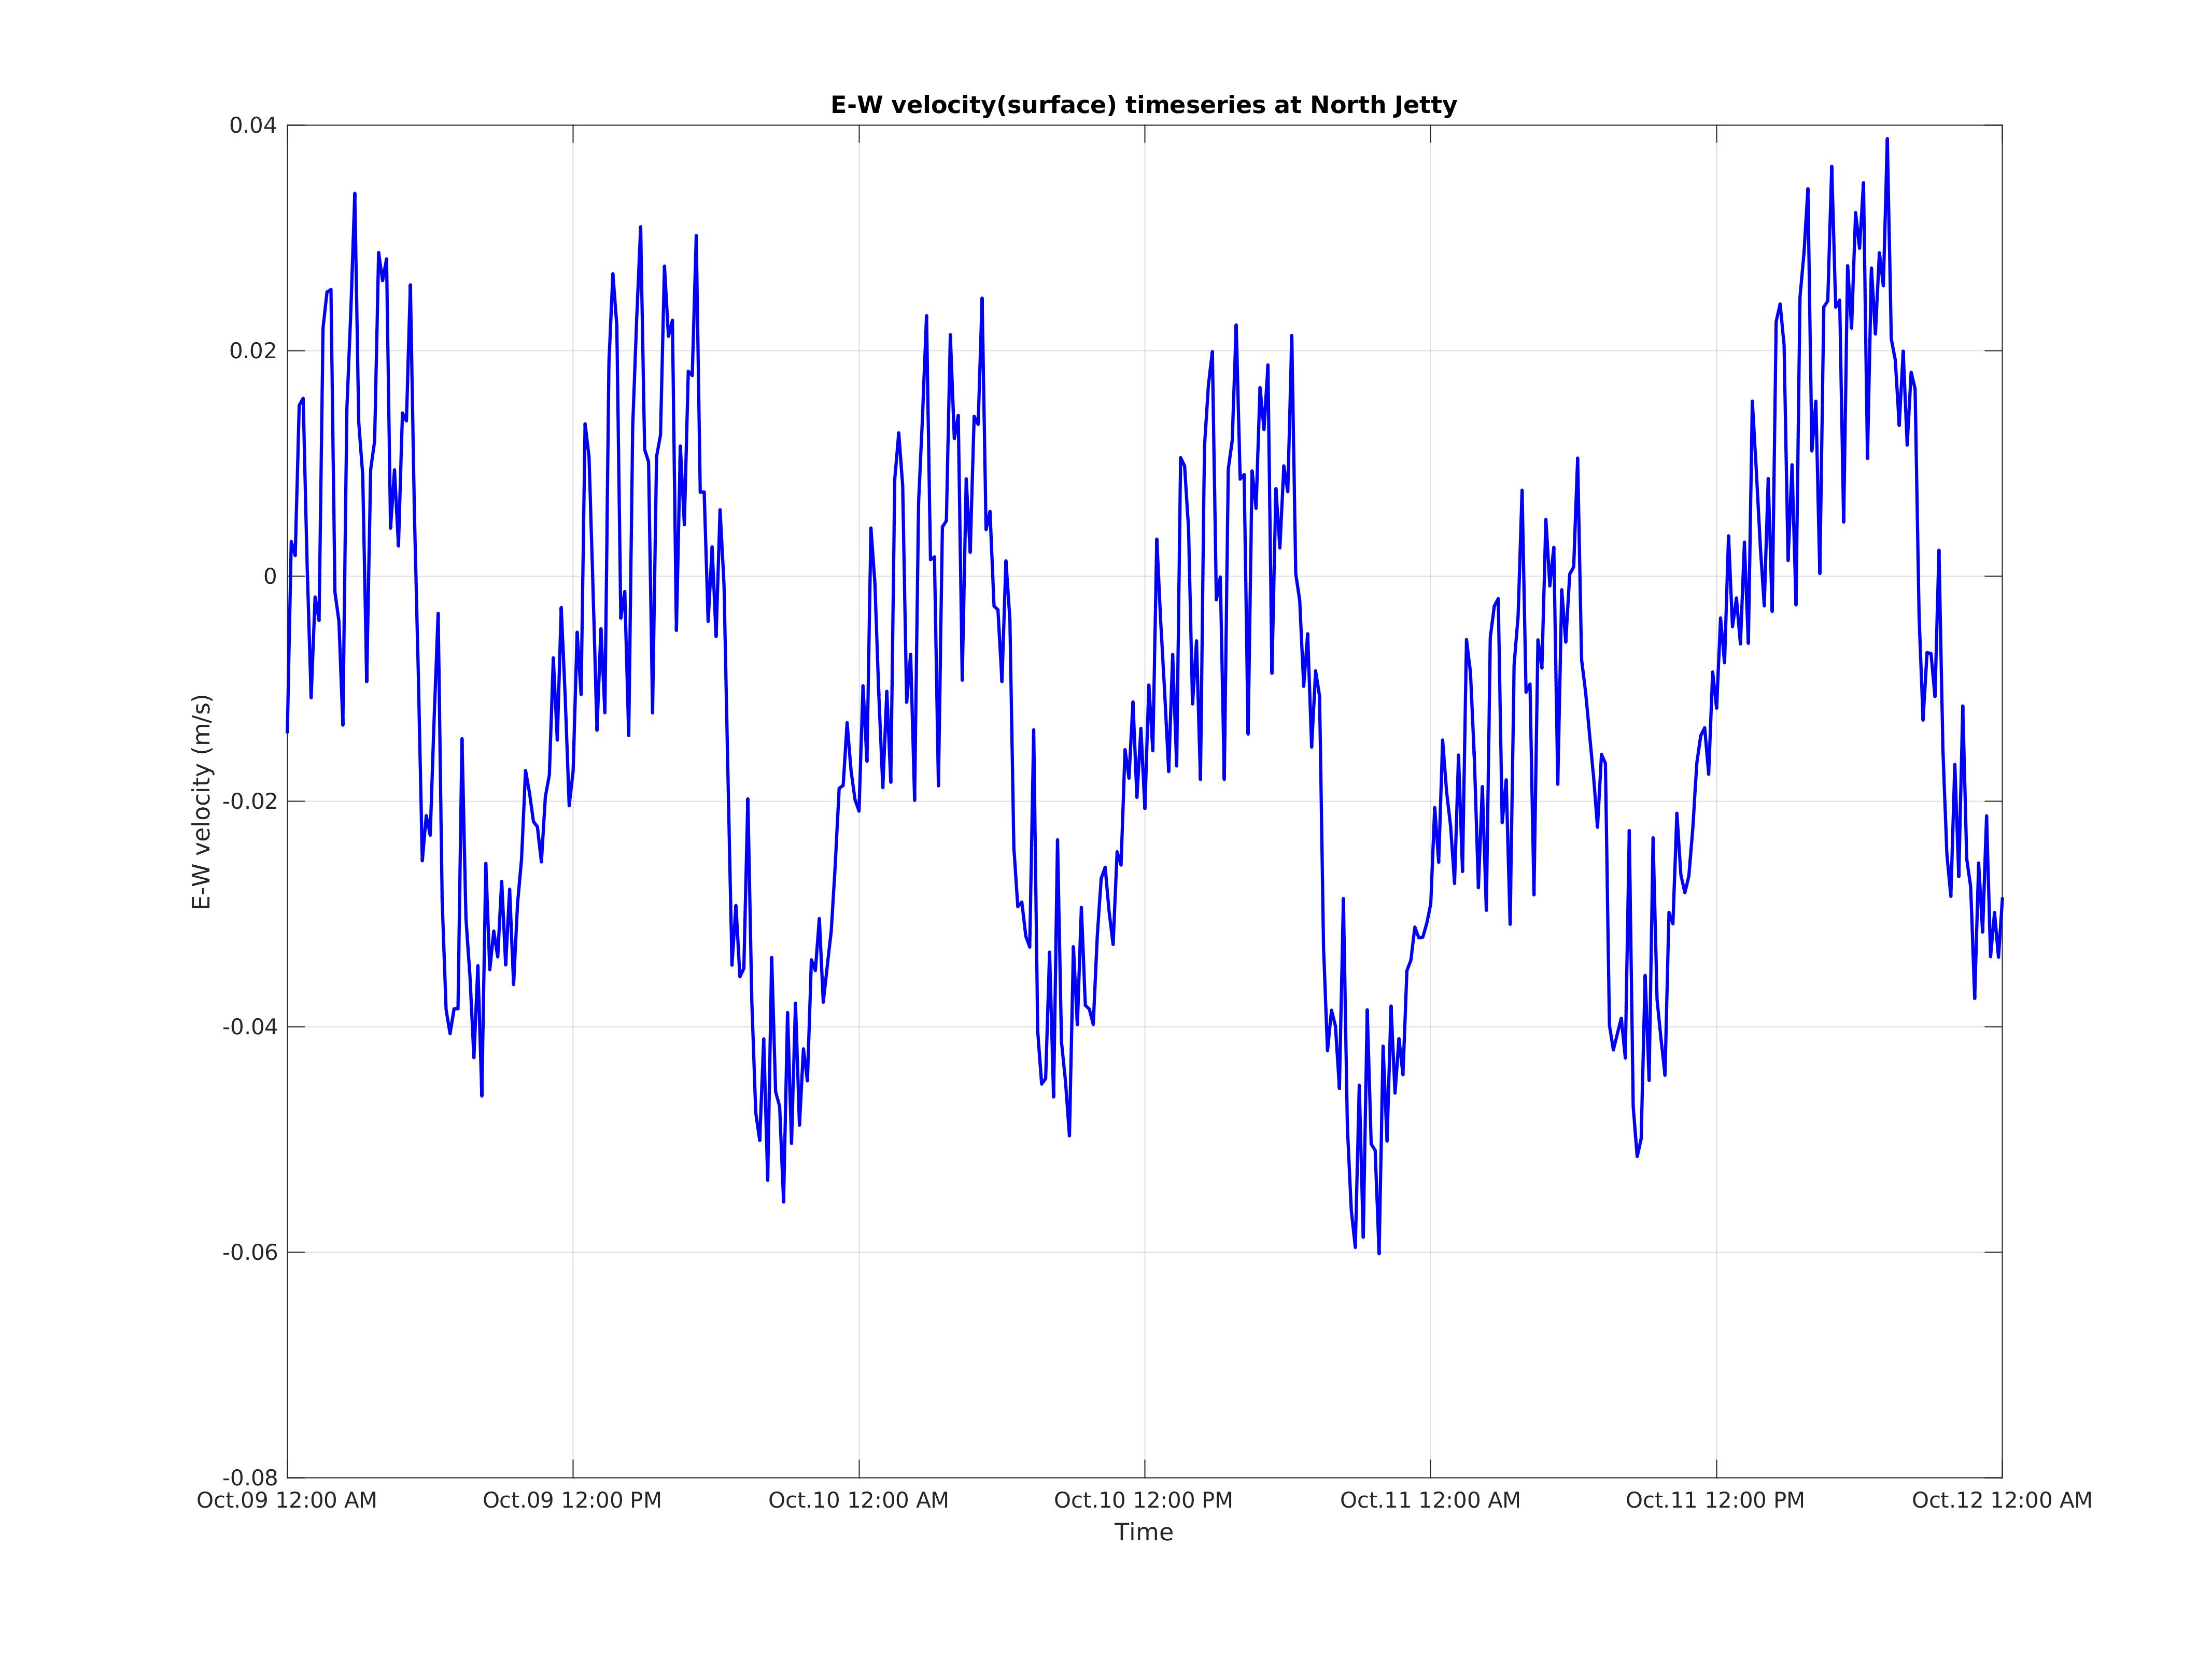 E-W velocity(surface) timeseries at North Jetty
0.04
0.02
0
-0.02
-0.04
-0.06
-0.08
E-W velocity (m/s)
Oct.09 12:00 AM Oct.09 12:00 PM Oct.10 12:00 AM Oct.10 12:00 PM Oct.11 12:00 AM Oct.11 12:00 PM Oct.12 12:00 AM
Time